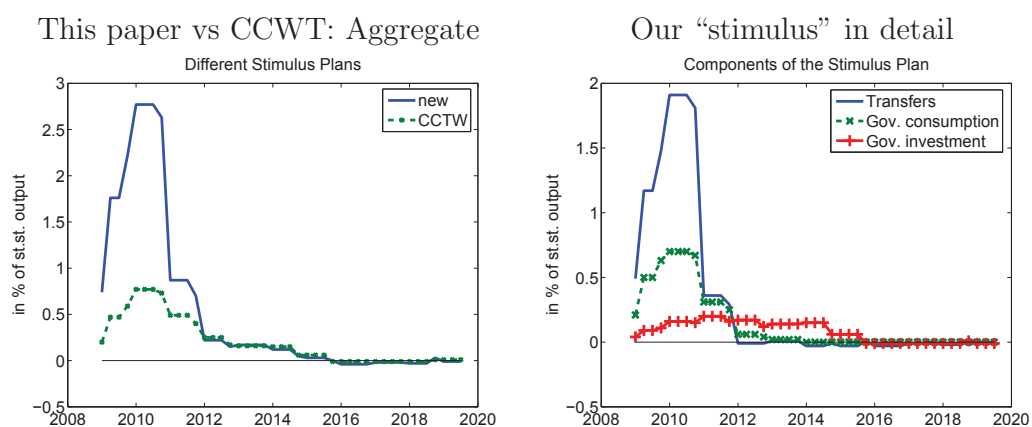 This paper vs CCWT: Aggregate
Different Stimulus Plans
3
2.5
2
1.5
1
0.5
0
−0.5
in % of st.st. output
new
CCTW
2008 2010 2012 2014 2016 2018 2020
Our “stimulus” in detail
Components of the Stimulus Plan
2
1.5
1
0.5
0
−0.5
in % of st.st. output
Transfers
Gov. consumption
Gov. investment
2008 2010 2012 2014 2016 2018 2020